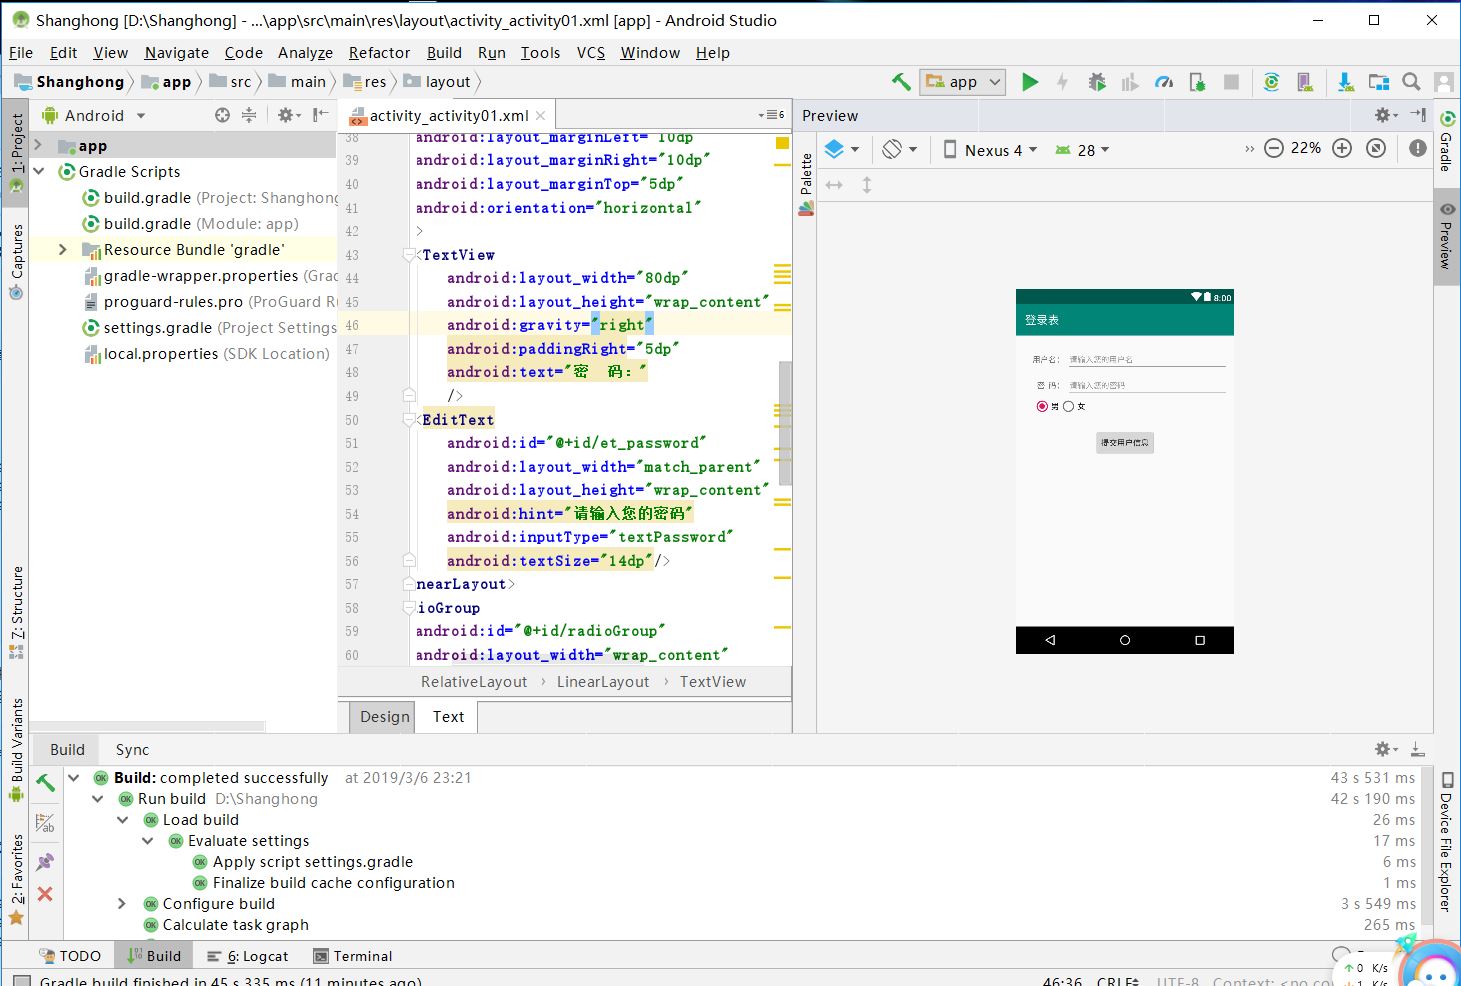 Shanghong [D:\Shanghong] - ...\app\src\main\res\layout\activity_activity01.xml [app] - Android Studio
File Edit View Navigate Code Analyze Refactor Build Run Tools VCS Window Help
Shanghong app src main res layout
app
1: Project
Captures
7: Structure
Build Variants
2: Favorites
Android
app
Gradle Scripts
build.gradle (Project: Shanghong
build.gradle (Module: app)
Resource Bundle 'gradle'
gradle-wrapper.properties (Grad
proguard-rules.pro (ProGuard Ru
settings.gradle (Project Settings
local.properties (SDK Location)
activity_activity01.xml
6
38 android:layout_marginLeft="10dp"
39 android:layout_marginRight="10dp"
40 android:layout_marginTop="5dp"
41 android:orientation="horizontal"
42 >
43 <TextView
44 android:layout_width="80dp"
45 android:layout_height="wrap_content"
46 android:gravity="right"
47 android:paddingRight="5dp"
48 android:text="密    码："
49 />
50 <EditText
51 android:id="@+id/et_password"
52 android:layout_width="match_parent"
53 android:layout_height="wrap_content"
54 android:hint="请输入您的密码"
55 android:inputType="textPassword"
56 android:textSize="14dp"/>
57 nearLayout>
58 ioGroup
59 android:id="@+id/radioGroup"
60 android:layout_width="wrap_content"
RelativeLayout › LinearLayout › TextView
Design Text
Preview
Palette
Nexus 4 28 » 22%
8:00
登录表
用户名： 请输入您的用户名
密 码： 请输入您的密码
男 女
提交用户信息
Gradle
Preview
Device File Explorer
Build Sync
Build: completed successfully at 2019/3/6 23:21 43 s 531 ms
Run build D:\Shanghong 42 s 190 ms
Load build 26 ms
Evaluate settings 17 ms
Apply script settings.gradle 6 ms
Finalize build cache configuration 1 ms
Configure build 3 s 549 ms
Calculate task graph 265 ms
TODO Build 6: Logcat Terminal
↑ 0 K/s
Gradle build finished in 45 s 335 ms (11 minutes ago) 46:36 CRLF UTF-8 Context: <no co
1 K/s